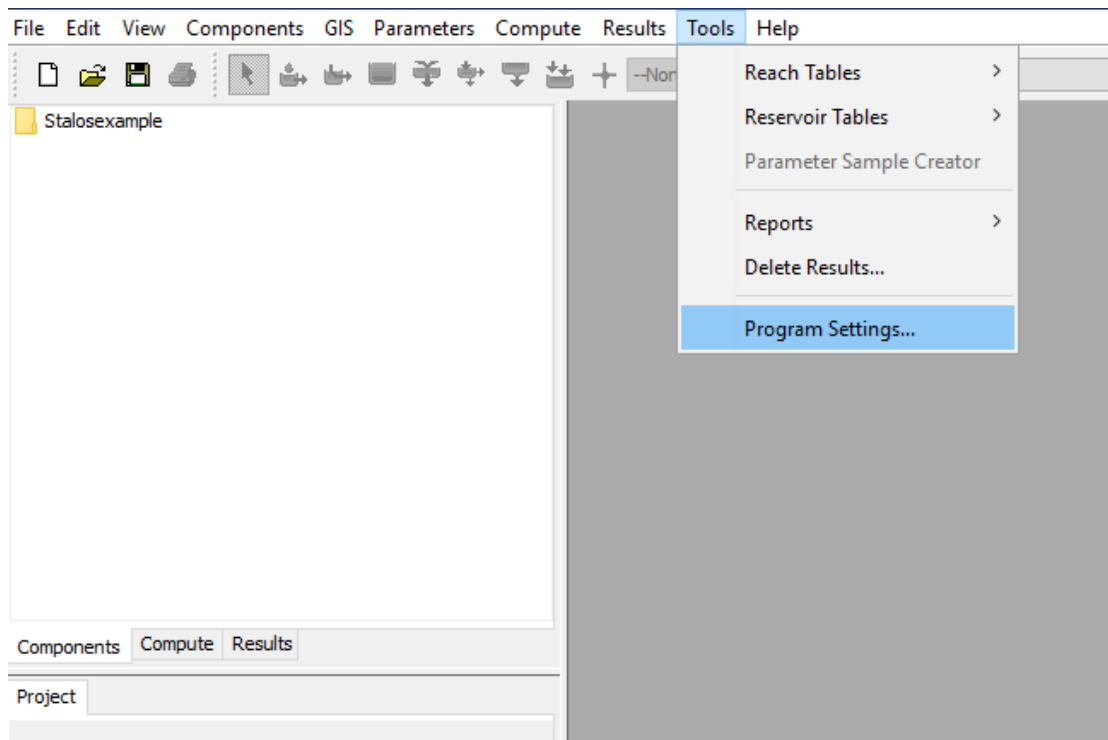 File Edit View Components GIS Parameters Compute Results Tools Help
--Non
Stalosexample
Reach Tables
Reservoir Tables
Parameter Sample Creator
Reports
Delete Results...
Program Settings...
Components Compute Results
Project